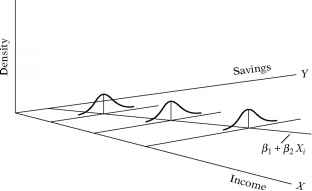 Density
Savings
Y
β₁ + β₂ Xᵢ
Income
X